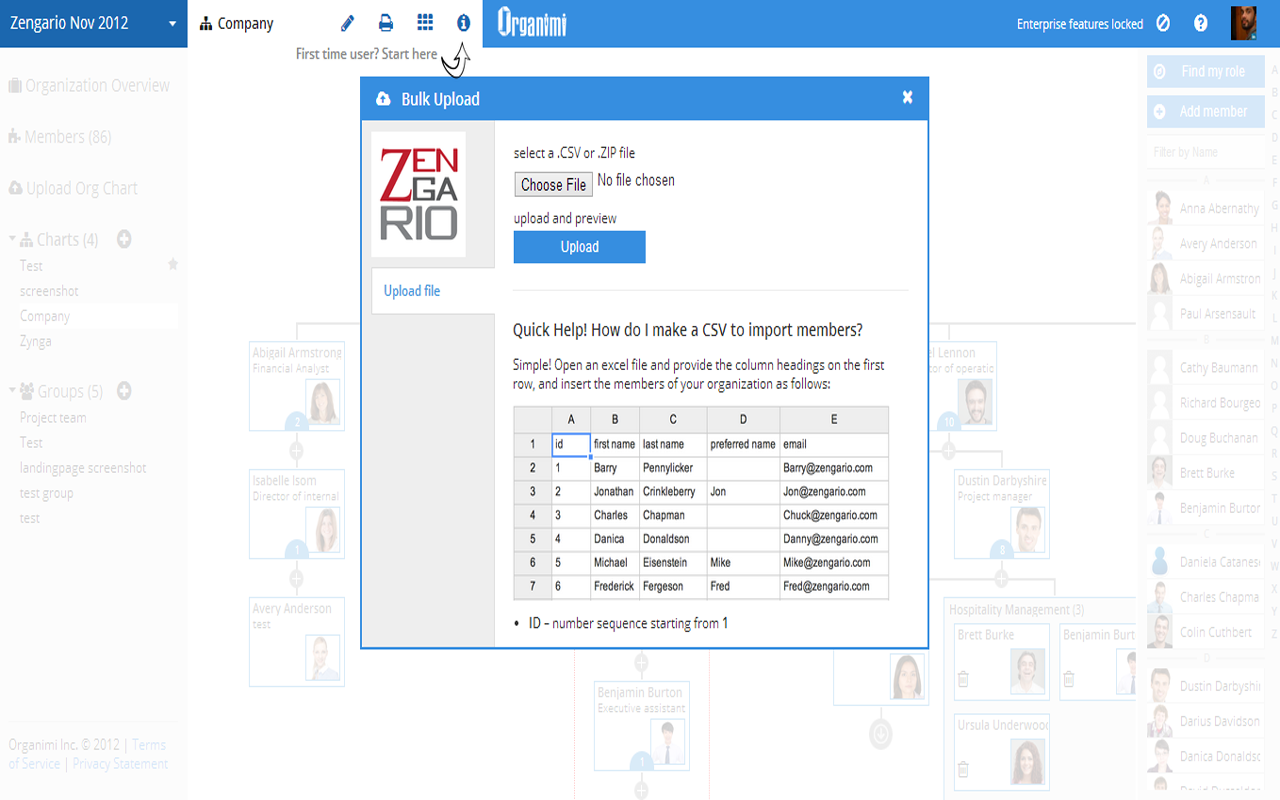 Zengario Nov 2012
Company
Organimi
Enterprise features locked
First time user? Start here
Organization Overview
Members (86)
Upload Org Chart
Charts (4)
Test
screenshot
Company
Zynga
Groups (5)
Project team
Test
landingpage screenshot
test group
test
Organimi Inc. © 2012 | Terms
of Service | Privacy Statement
Bulk Upload
ZEN
GA
RIO
Upload file
select a .CSV or .ZIP file
Choose File No file chosen
upload and preview
Upload
Quick Help! How do I make a CSV to import members?
Simple! Open an excel file and provide the column headings on the first
row, and insert the members of your organization as follows:
A B C D E
1 id first name last name preferred name email
2 1 Barry Pennylicker Barry@zengario.com
3 2 Jonathan Crinkleberry Jon Jon@zengario.com
4 3 Charles Chapman Chuck@zengario.com
5 4 Danica Donaldson Danny@zengario.com
6 5 Michael Eisenstein Mike Mike@zengario.com
7 6 Frederick Fergeson Fred Fred@zengario.com
• ID – number sequence starting from 1
Abigail Armstrong
Financial Analyst
2
Isabelle Isom
Director of internal
1
Avery Anderson
test
Benjamin Burton
Executive assistant
1
Lennon
of operatio
10
Dustin Darbyshire
Project manager
8
Hospitality Management (3)
Brett Burke
Benjamin Burt
Ursula Underwood
Find my role
Add member
Filter by Name
A
Anna Abernathy
Avery Anderson
Abigail Armstron
Paul Arsensault
B
Cathy Baumann
Richard Bourgeo
Doug Buchanan
Brett Burke
Benjamin Burton
C
Daniela Catanes
Charles Chapma
Colin Cuthbert
D
Dustin Darbyshi
Darius Davidson
Danica Donaldsc
A
B
C
D
E
F
G
H
I
J
K
L
M
N
O
P
Q
R
S
T
U
V
W
X
Y
Z